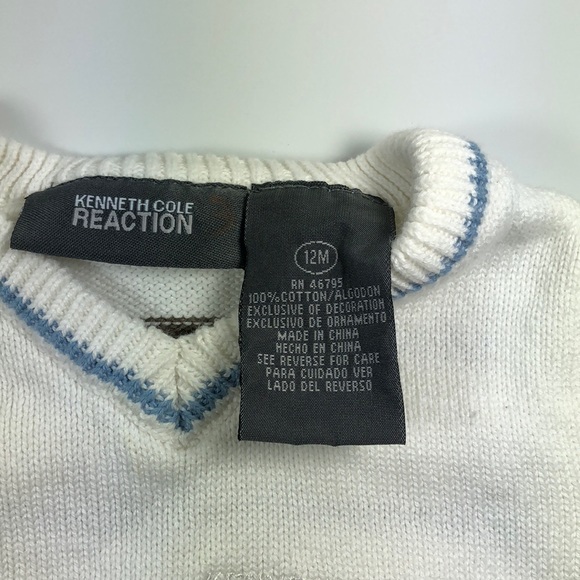 KENNETH COLE
REACTION
12M
RN 46795
100%COTTON/ALGODON
EXCLUSIVE OF DECORATION
EXCLUSIVO DE ORNAMENTO
MADE IN CHINA
HECHO EN CHINA
SEE REVERSE FOR CARE
PARA CUIDADO VER
LADO DEL REVERSO